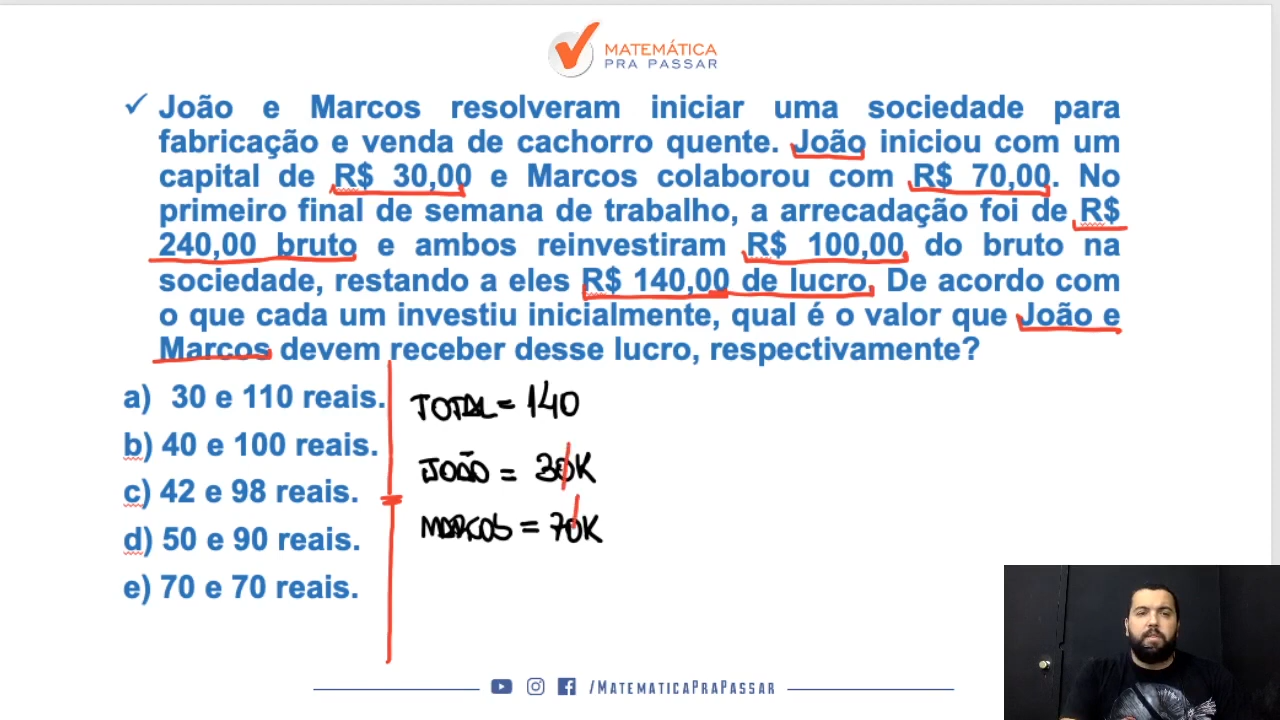 MATEMÁTICA
PRA PASSAR
✓ João e Marcos resolveram iniciar uma sociedade para
fabricação e venda de cachorro quente. João iniciou com um
capital de R$ 30,00 e Marcos colaborou com R$ 70,00. No
primeiro final de semana de trabalho, a arrecadação foi de R$
240,00 bruto e ambos reinvestiram R$ 100,00 do bruto na
sociedade, restando a eles R$ 140,00 de lucro. De acordo com
o que cada um investiu inicialmente, qual é o valor que João e
Marcos devem receber desse lucro, respectivamente?
a) 30 e 110 reais.
b) 40 e 100 reais.
c) 42 e 98 reais.
d) 50 e 90 reais.
e) 70 e 70 reais.
TOTAL = 140
JOÃO = 30K
MARCOS = 70K
/MATEMATICAPRAPASSAR